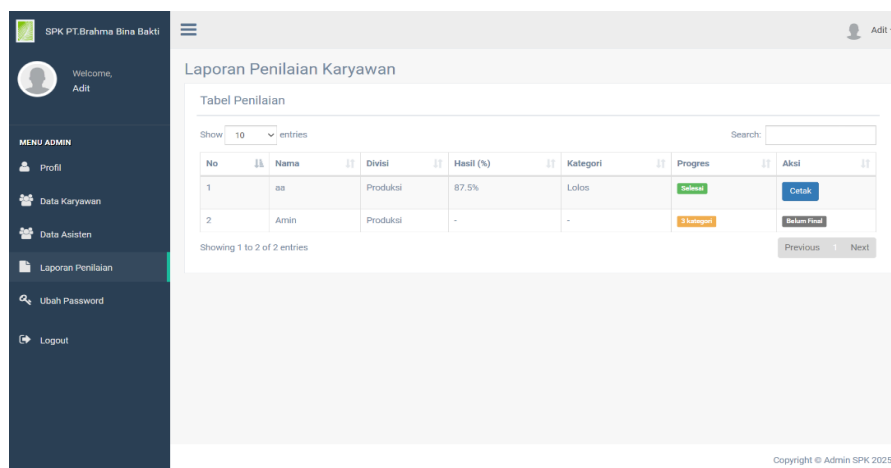 SPK PT.Brahma Bina Bakti
Adit
Welcome,
Adit
MENU ADMIN
Profil
Data Karyawan
Data Asisten
Laporan Penilaian
Ubah Password
Logout
Laporan Penilaian Karyawan
Tabel Penilaian
Show 10 entries
Search:
No Nama Divisi Hasil (%) Kategori Progres Aksi
1 aa Produksi 87.5% Lolos Selesai Cetak
2 Amin Produksi - - 3 kategori Belum Final
Showing 1 to 2 of 2 entries
Previous 1 Next
Copyright © Admin SPK 2025